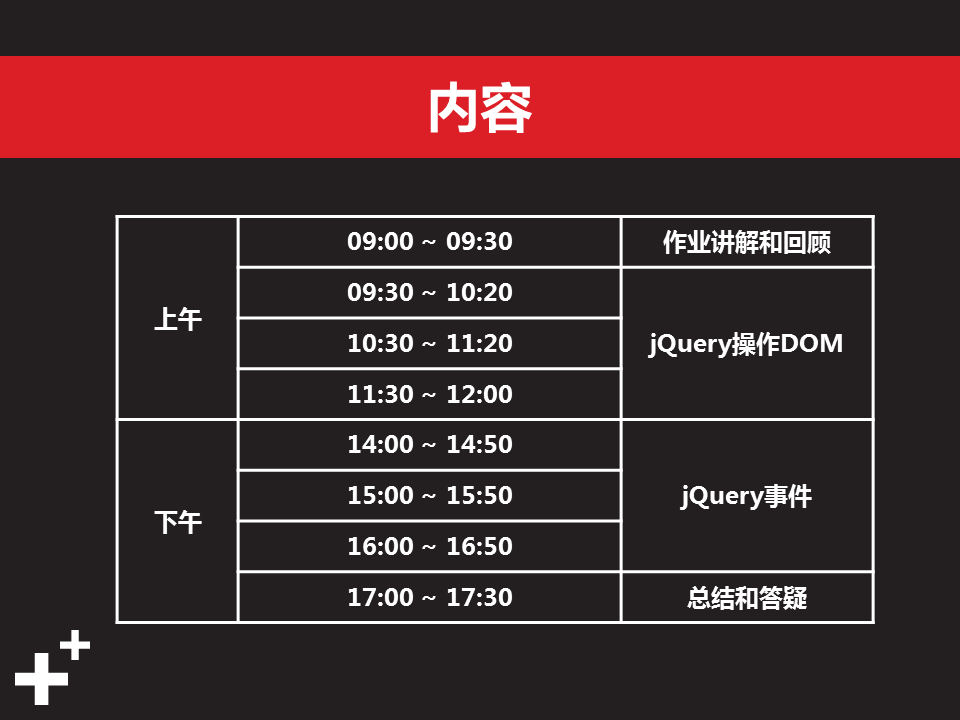 内容
上午
09:00 ~ 09:30
作业讲解和回顾
09:30 ~ 10:20
jQuery操作DOM
10:30 ~ 11:20
11:30 ~ 12:00
下午
14:00 ~ 14:50
jQuery事件
15:00 ~ 15:50
16:00 ~ 16:50
17:00 ~ 17:30
总结和答疑